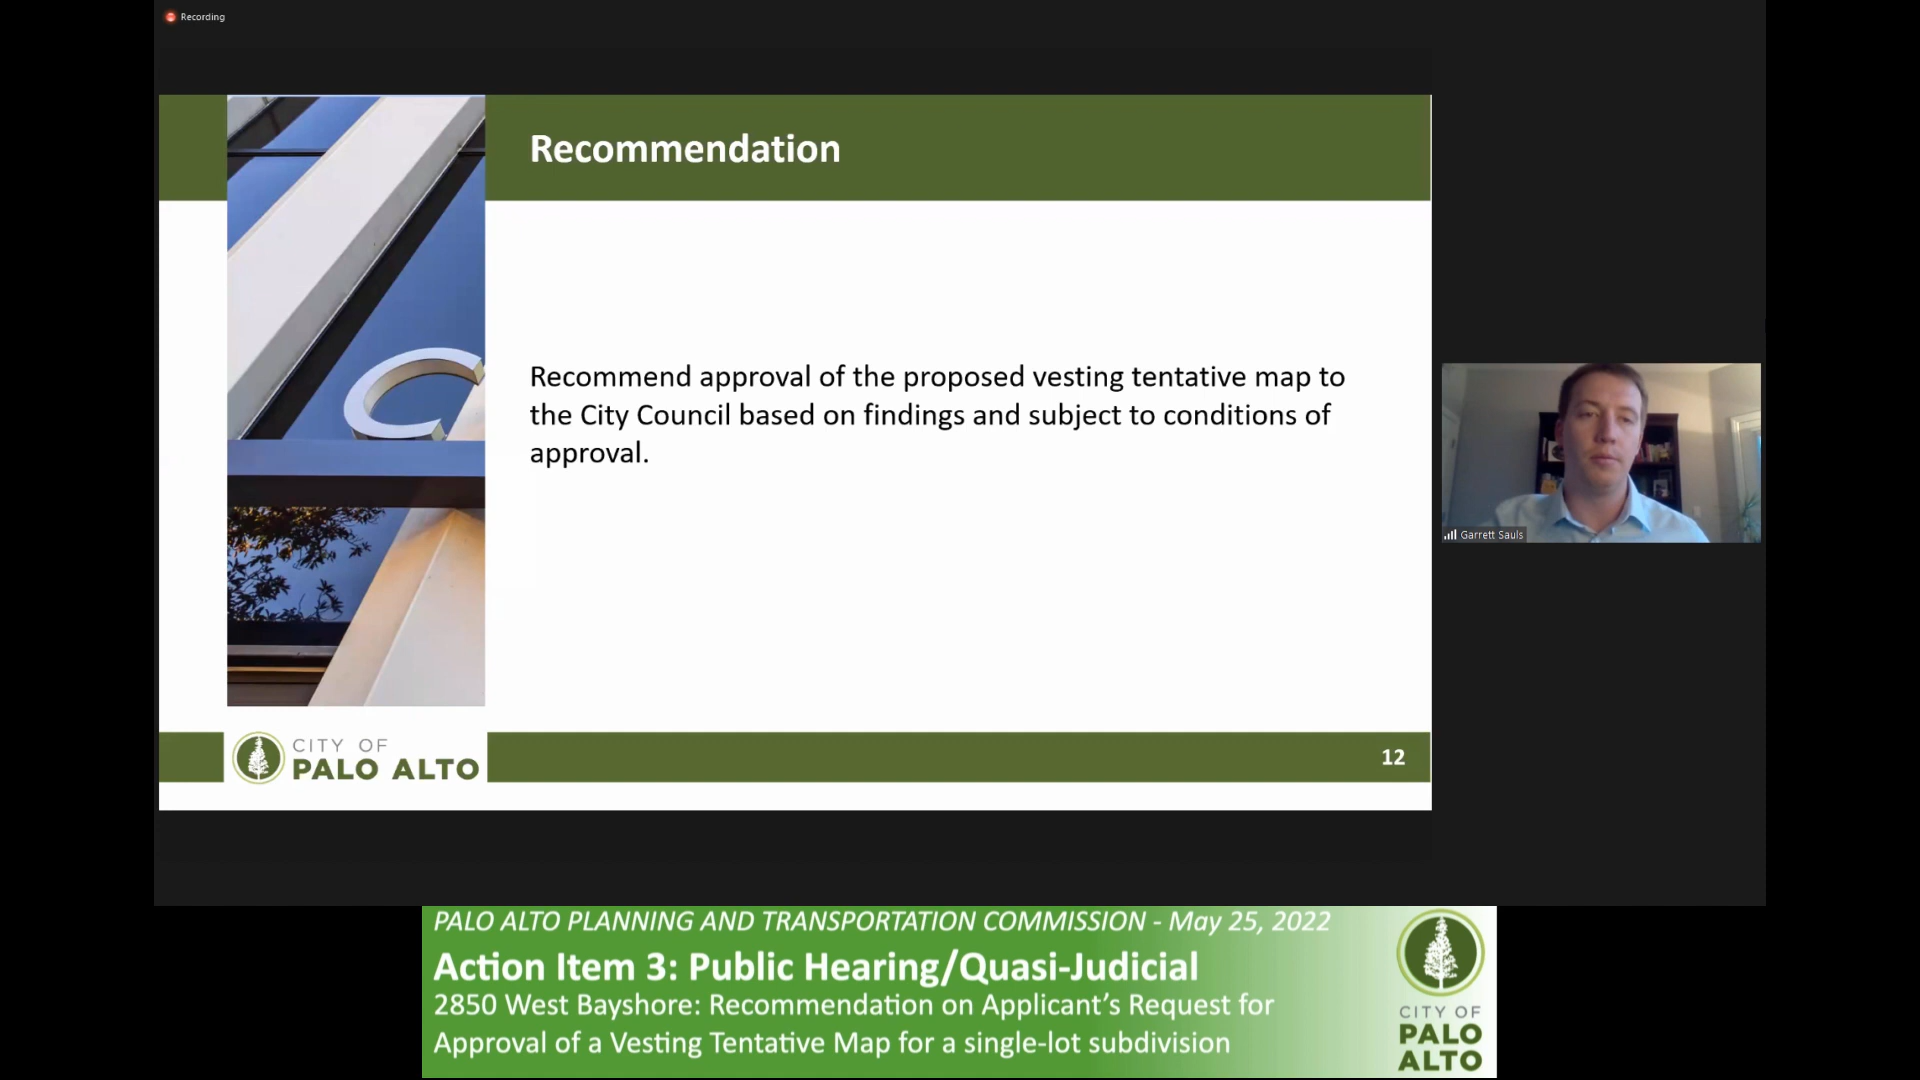 Recording
Recommendation
Recommend approval of the proposed vesting tentative map to
the City Council based on findings and subject to conditions of
approval.
Garrett Sauls
CITY OF
PALO ALTO
12
PALO ALTO PLANNING AND TRANSPORTATION COMMISSION - May 25, 2022
Action Item 3: Public Hearing/Quasi-Judicial
2850 West Bayshore: Recommendation on Applicant’s Request for
Approval of a Vesting Tentative Map for a single-lot subdivision
CITY OF
PALO
ALTO